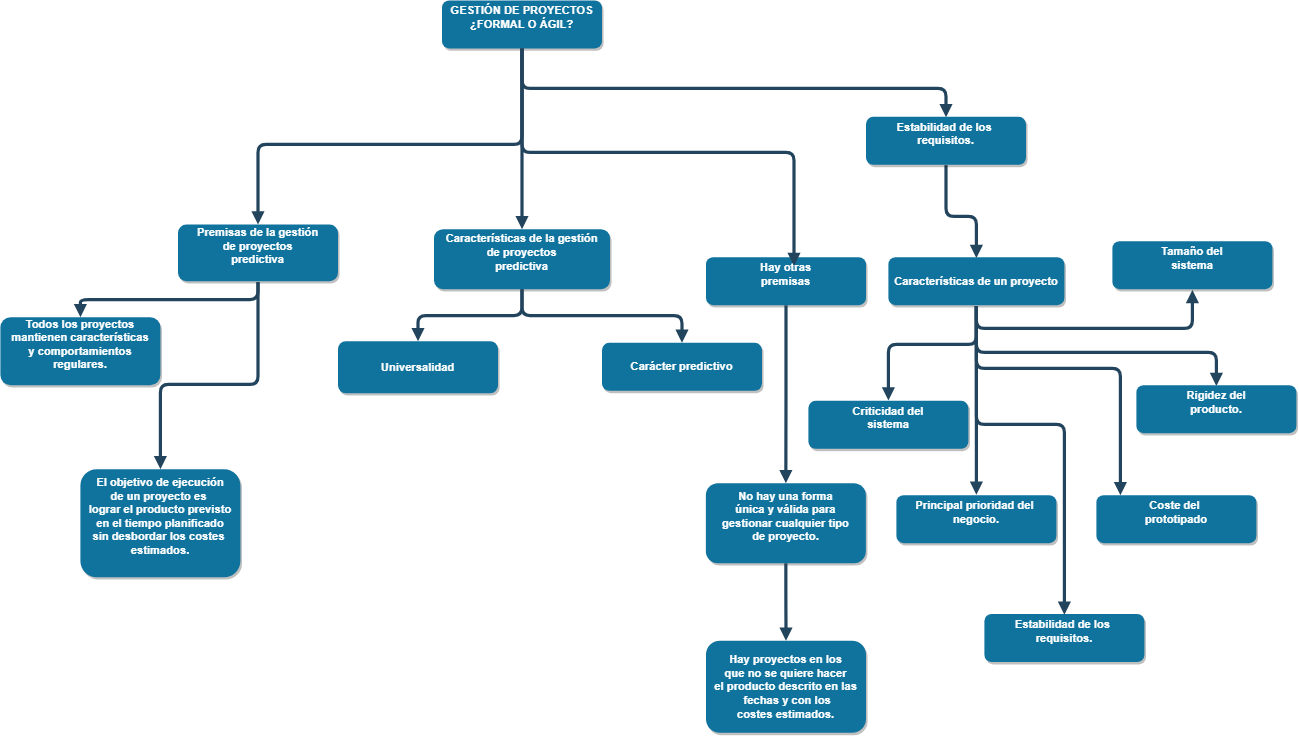 GESTIÓN DE PROYECTOS
¿FORMAL O ÁGIL?
Estabilidad de los
requisitos.
Premisas de la gestión
de proyectos
predictiva
Características de la gestión
de proyectos
predictiva
Hay otras
premisas
Características de un proyecto
Tamaño del
sistema
Todos los proyectos
mantienen características
y comportamientos
regulares.
Universalidad
Carácter predictivo
Criticidad del
sistema
Rigidez del
producto.
El objetivo de ejecución
de un proyecto es
lograr el producto previsto
en el tiempo planificado
sin desbordar los costes
estimados.
No hay una forma
única y válida para
gestionar cualquier tipo
de proyecto.
Principal prioridad del
negocio.
Coste del
prototipado
Estabilidad de los
requisitos.
Hay proyectos en los
que no se quiere hacer
el producto descrito en las
fechas y con los
costes estimados.